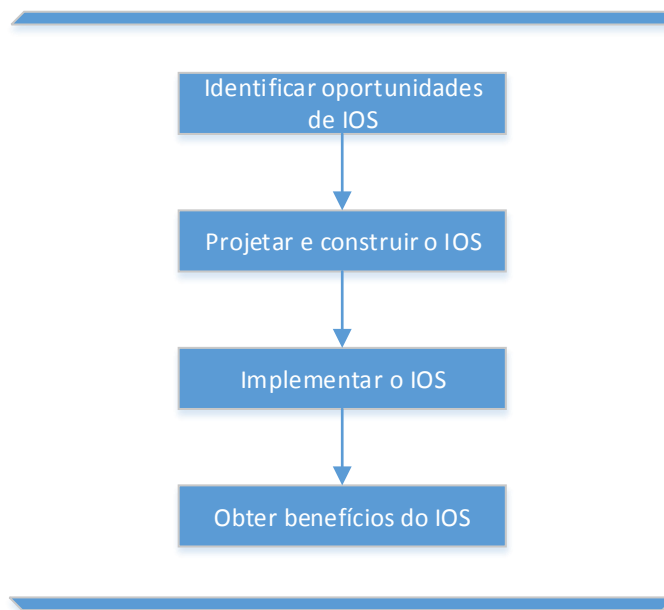 Identificar oportunidades
de IOS
Projetar e construir o IOS
Implementar o IOS
Obter benefícios do IOS